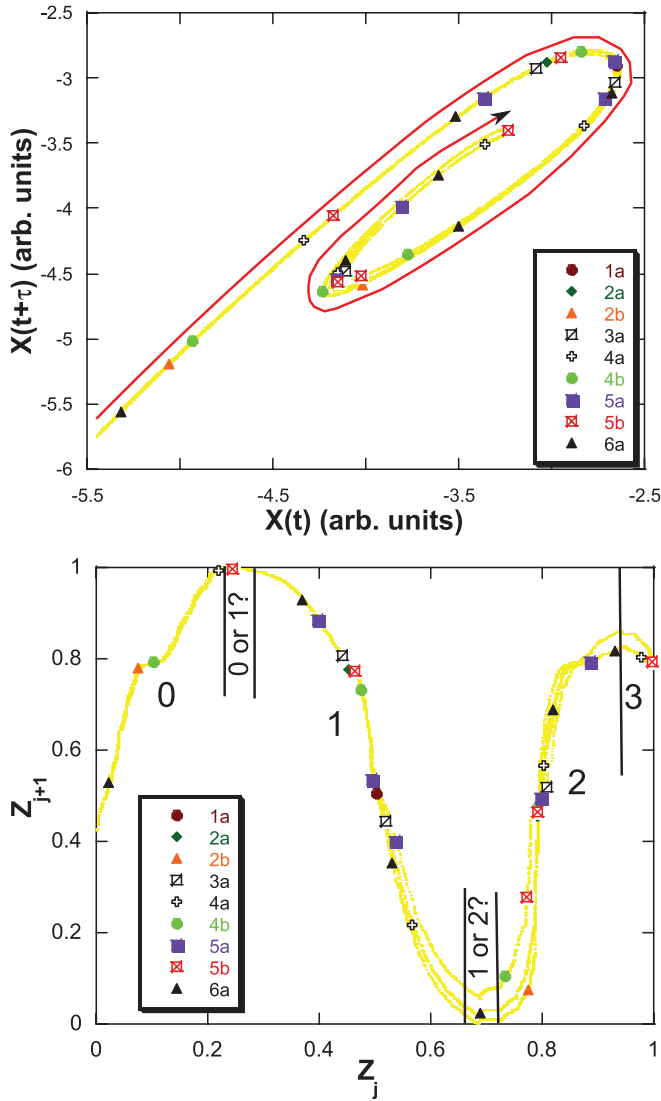 -2.5
-3
-3.5
-4
-4.5
-5
-5.5
-6
X(t+τ) (arb. units)
1a
2a
2b
3a
4a
4b
5a
5b
6a
-5.5
-4.5
-3.5
-2.5
X(t) (arb. units)
1
0.8
0.6
0.4
0.2
0
Z_{j+1}
0
0 or 1?
1
1 or 2?
2
3
1a
2a
2b
3a
4a
4b
5a
5b
6a
0
0.2
0.4
0.6
0.8
1
Z_j